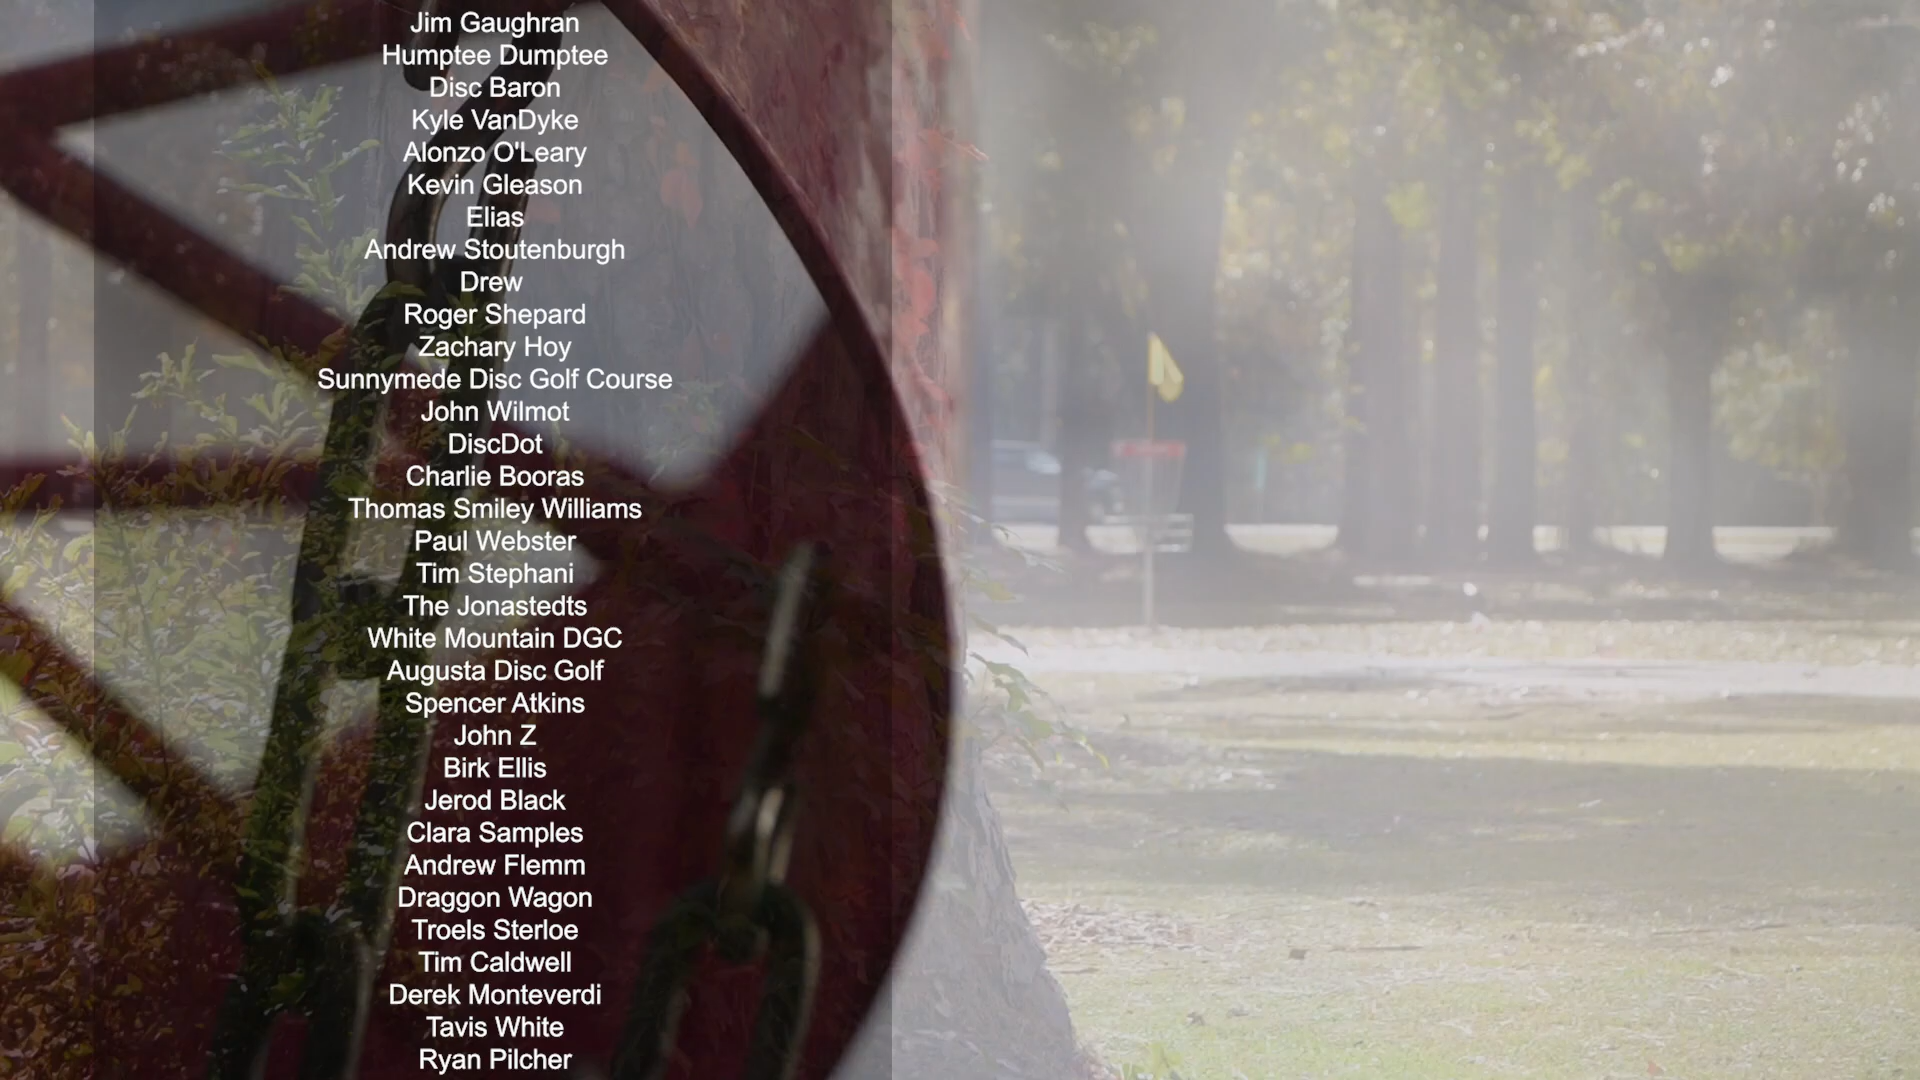 Jim Gaughran
Humptee Dumptee
Disc Baron
Kyle VanDyke
Alonzo O'Leary
Kevin Gleason
Elias
Andrew Stoutenburgh
Drew
Roger Shepard
Zachary Hoy
Sunnymede Disc Golf Course
John Wilmot
DiscDot
Charlie Booras
Thomas Smiley Williams
Paul Webster
Tim Stephani
The Jonastedts
White Mountain DGC
Augusta Disc Golf
Spencer Atkins
John Z
Birk Ellis
Jerod Black
Clara Samples
Andrew Flemm
Draggon Wagon
Troels Sterloe
Tim Caldwell
Derek Monteverdi
Tavis White
Ryan Pilcher